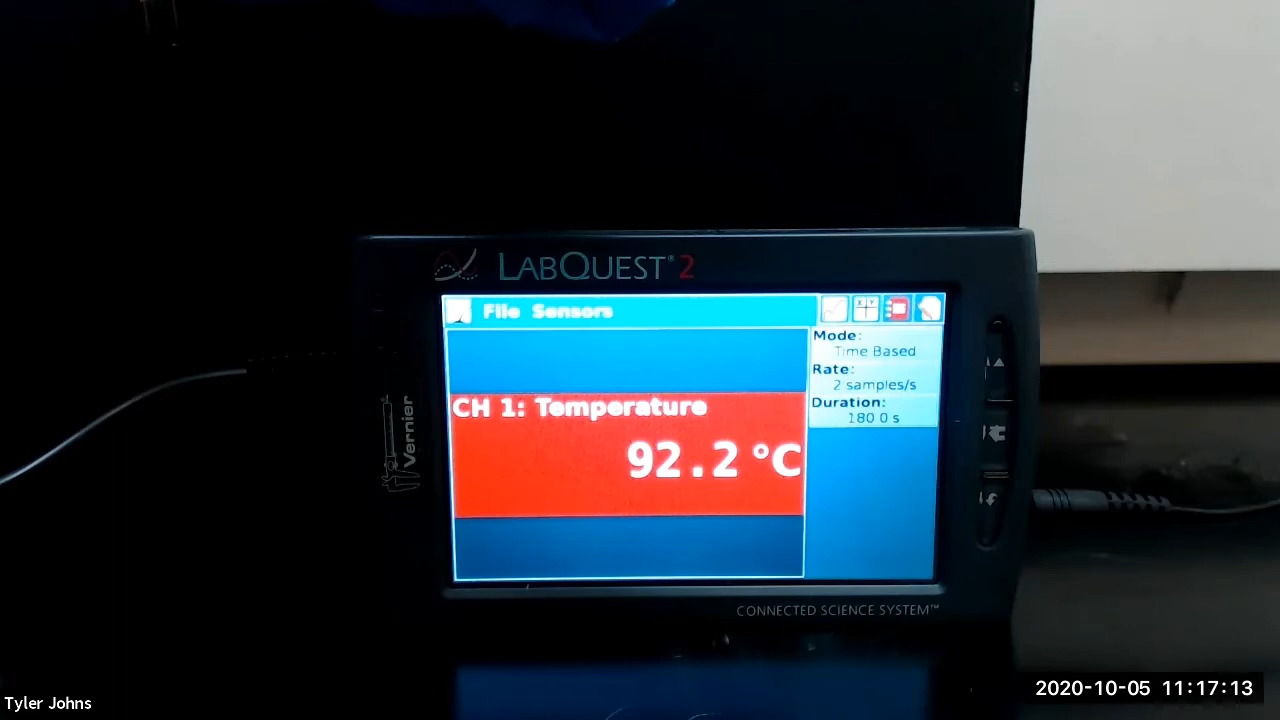 LABQUEST® 2
File Sensors
Mode:
Time Based
Rate:
2 samples/s
Duration:
180.0 s
CH 1: Temperature
92.2 °C
Vernier
CONNECTED SCIENCE SYSTEM™
Tyler Johns
2020-10-05 11:17:13